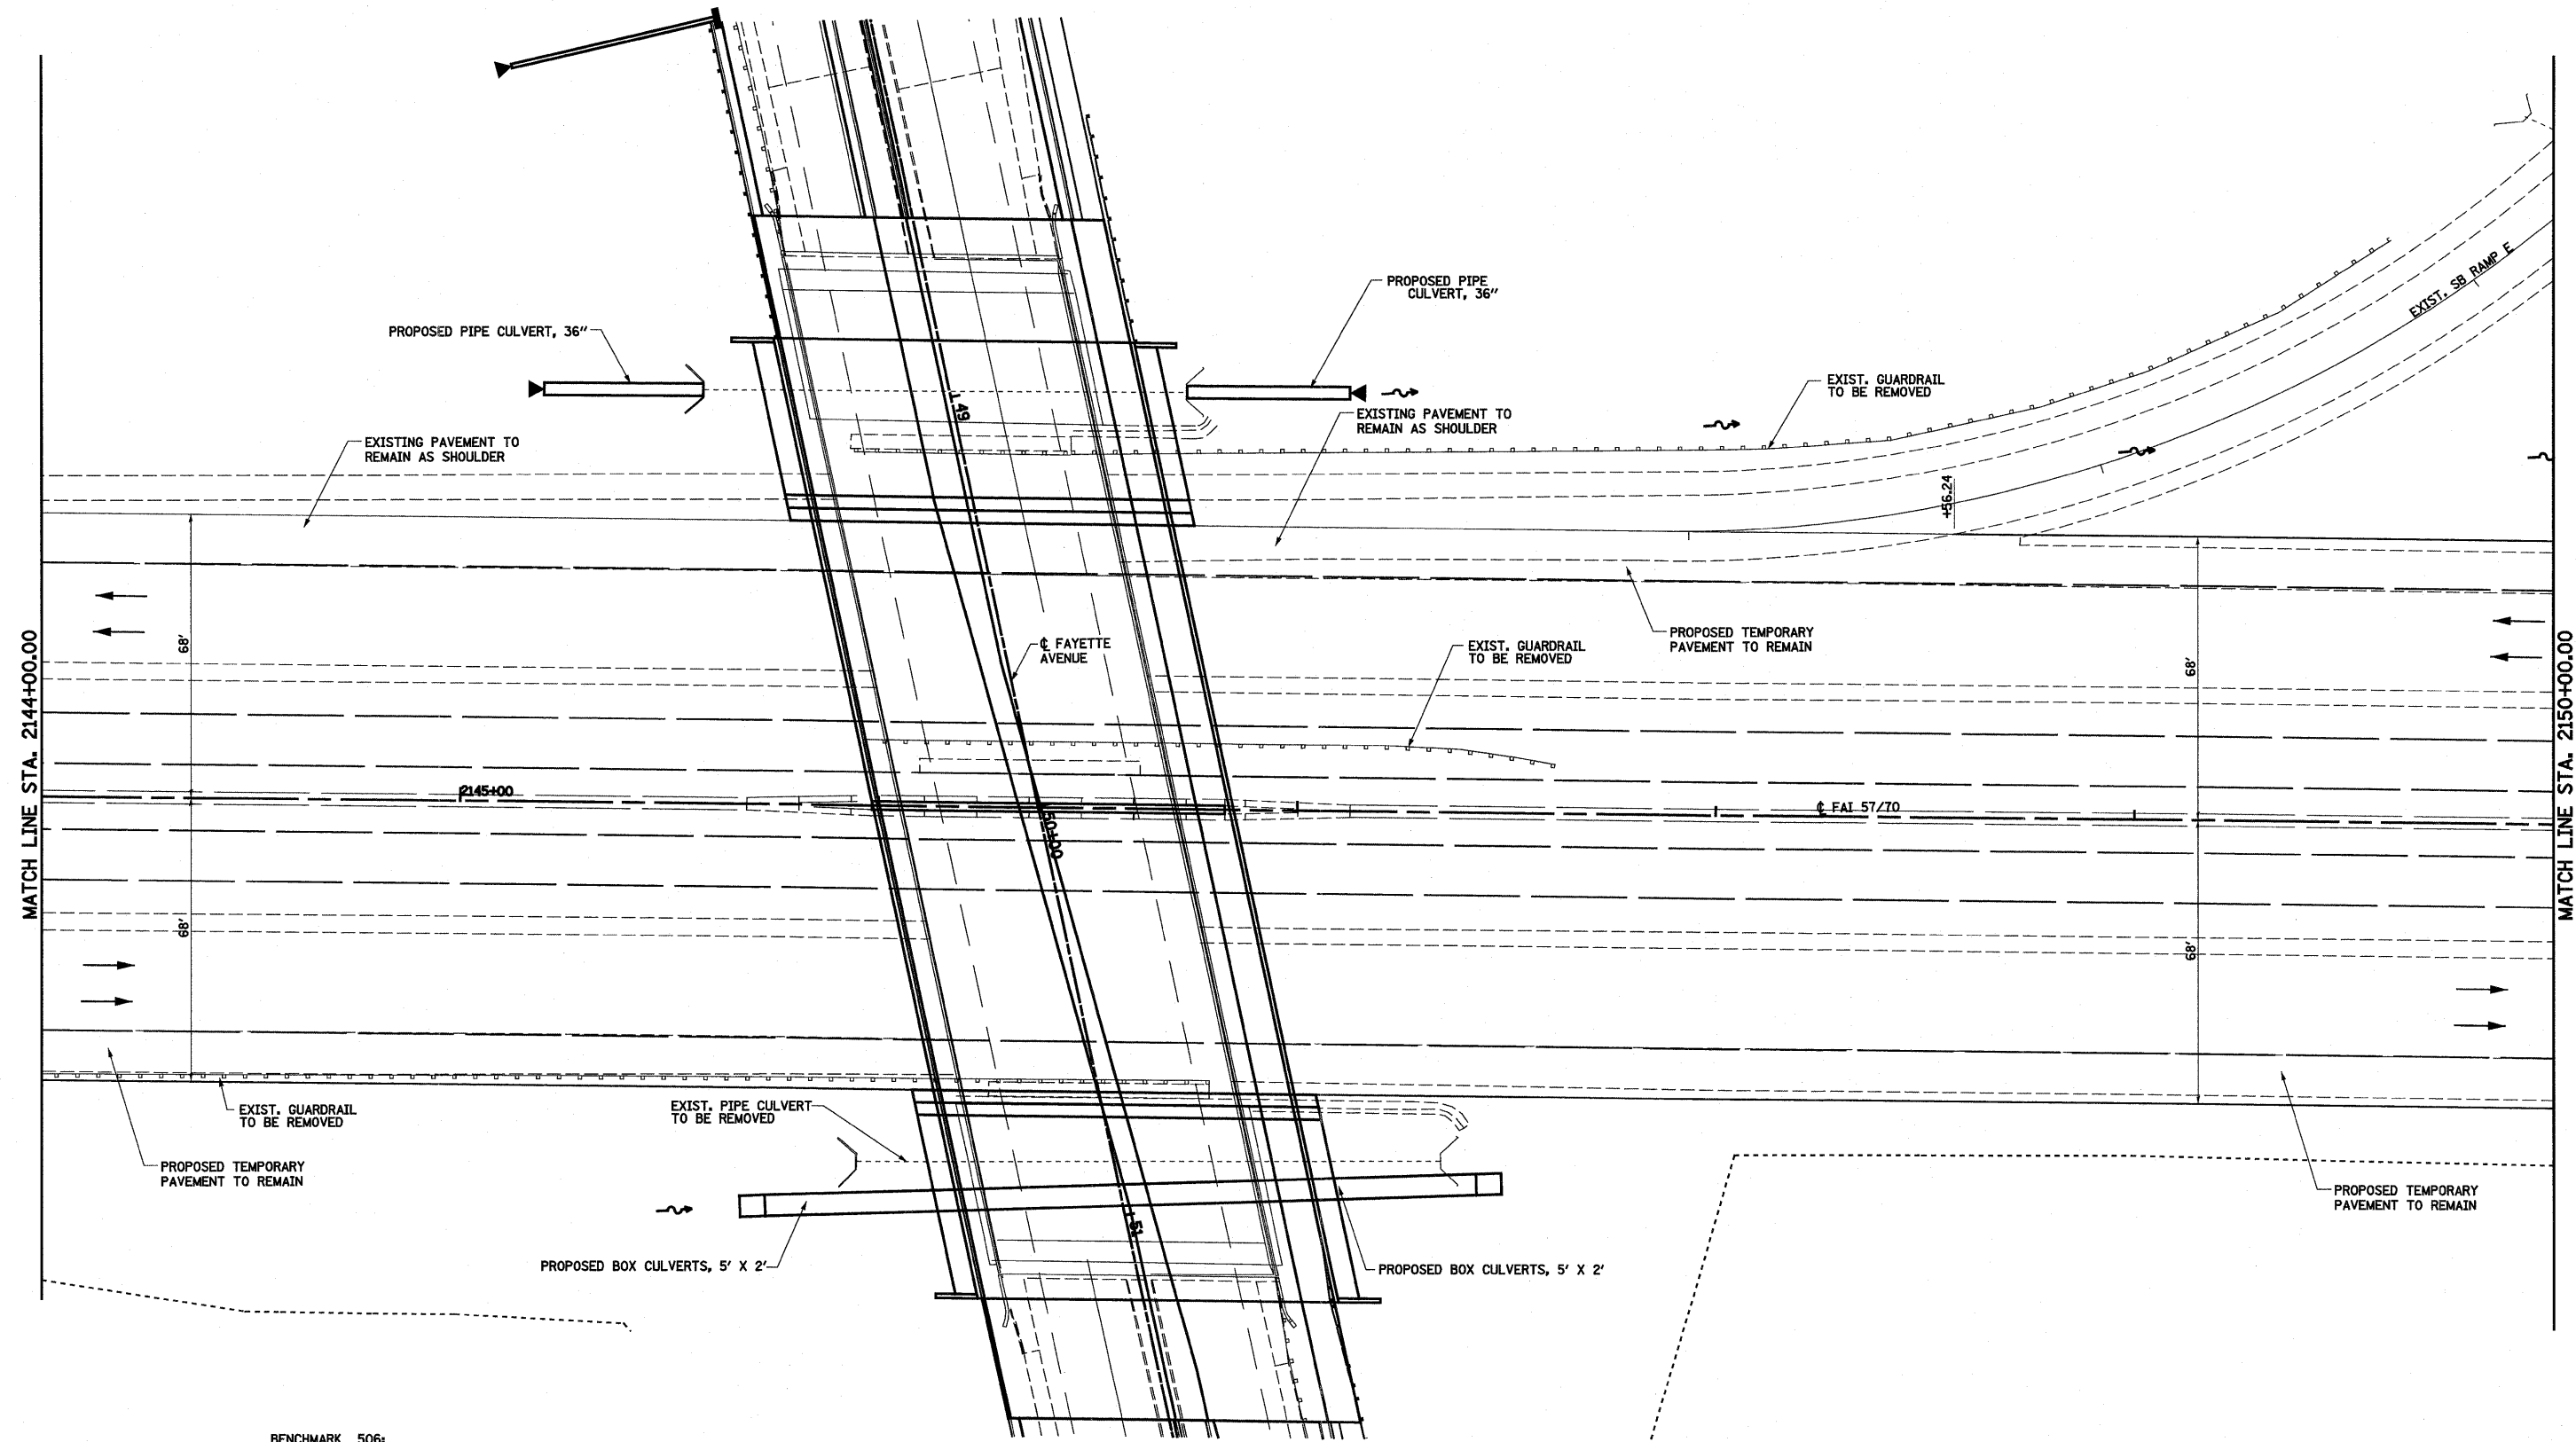 PROPOSED PIPE
CULVERT, 36"
EXIST. SB RAMP E
PROPOSED PIPE CULVERT, 36"
EXIST. GUARDRAIL
TO BE REMOVED
49
EXISTING PAVEMENT TO
REMAIN AS SHOULDER
EXISTING PAVEMENT TO
REMAIN AS SHOULDER
+56.24
68'
℄ FAYETTE
AVENUE
EXIST. GUARDRAIL
TO BE REMOVED
PROPOSED TEMPORARY
PAVEMENT TO REMAIN
68'
MATCH LINE STA. 2144+00.00
MATCH LINE STA. 2150+00.00
2145+00
50+00
℄ FAI 57/70
68'
68'
EXIST. GUARDRAIL
TO BE REMOVED
EXIST. PIPE CULVERT
TO BE REMOVED
PROPOSED TEMPORARY
PAVEMENT TO REMAIN
PROPOSED TEMPORARY
PAVEMENT TO REMAIN
51
PROPOSED BOX CULVERTS, 5' X 2'
PROPOSED BOX CULVERTS, 5' X 2'
BENCHMARK 506: